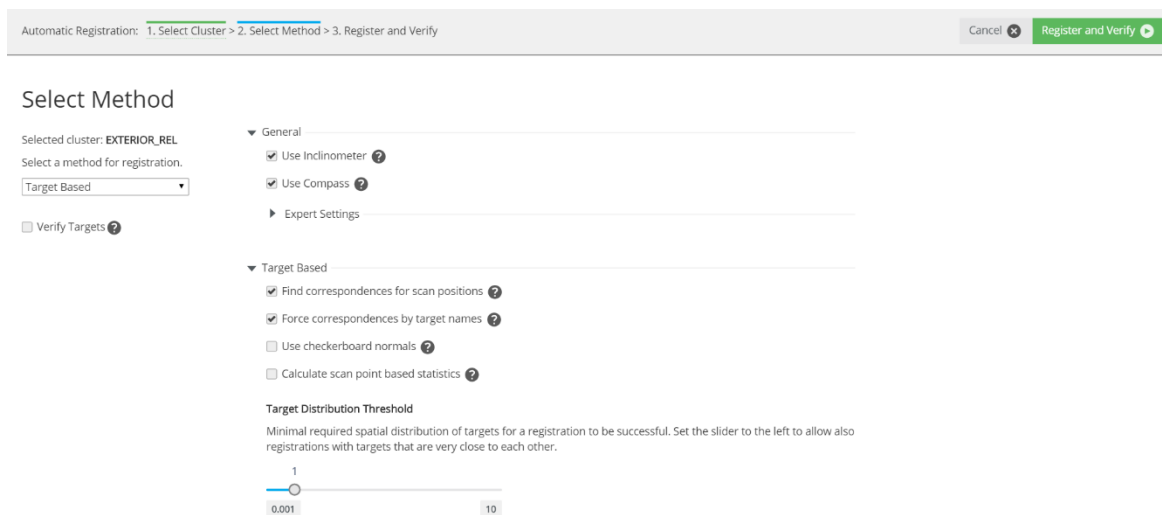 Automatic Registration: 1. Select Cluster > 2. Select Method > 3. Register and Verify
Cancel
Register and Verify
Select Method
Selected cluster: EXTERIOR_REL
Select a method for registration.
Target Based
Verify Targets ?
General
Use Inclinometer ?
Use Compass ?
Expert Settings
Target Based
Find correspondences for scan positions ?
Force correspondences by target names ?
Use checkerboard normals ?
Calculate scan point based statistics ?
Target Distribution Threshold
Minimal required spatial distribution of targets for a registration to be successful. Set the slider to the left to allow also
registrations with targets that are very close to each other.
1
0.001 10